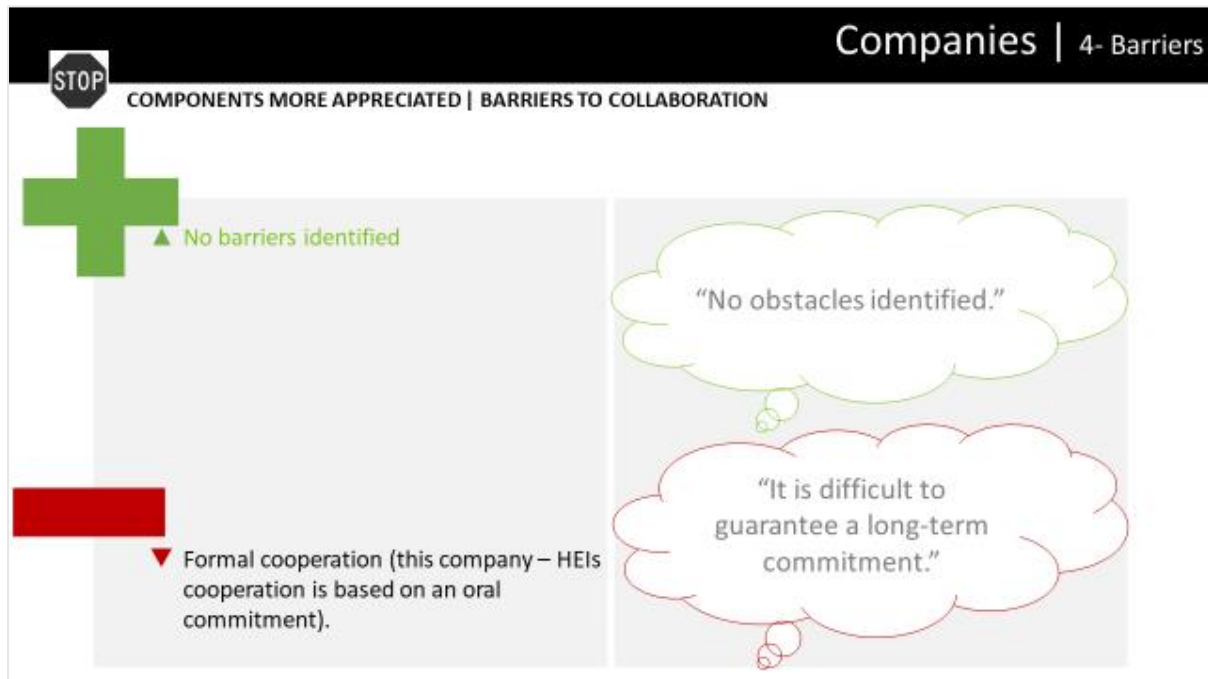 Companies | 4- Barriers
STOP
COMPONENTS MORE APPRECIATED | BARRIERS TO COLLABORATION
▲ No barriers identified
“No obstacles identified.”
▼ Formal cooperation (this company – HEIs
cooperation is based on an oral
commitment).
“It is difficult to
guarantee a long-term
commitment.”